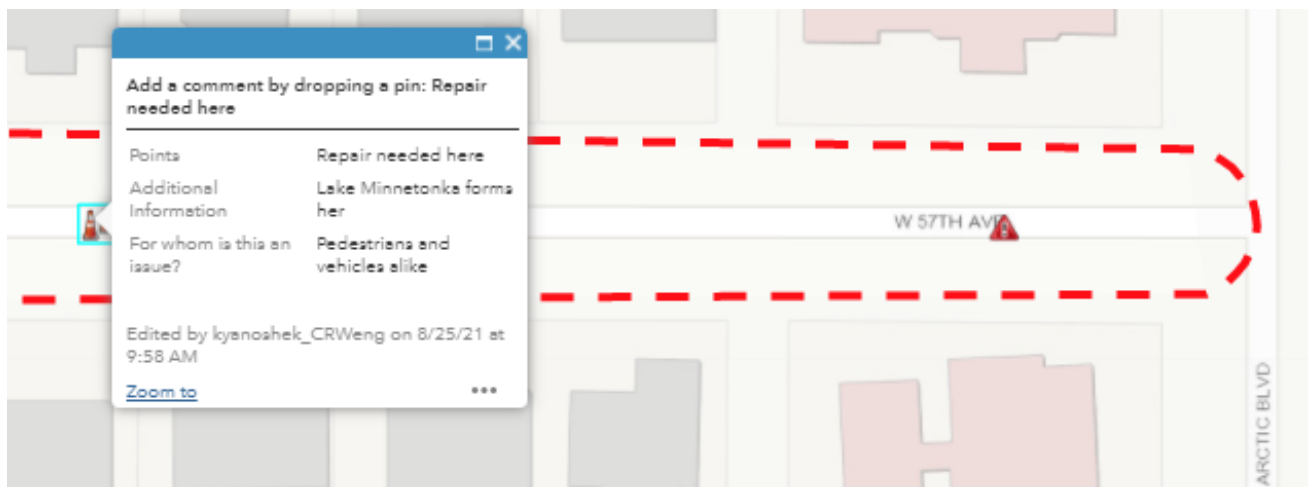 Add a comment by dropping a pin: Repair
needed here
Points Repair needed here
Additional Lake Minnetonka forms
Information her
For whom is this an Pedestrians and
issue? vehicles alike
Edited by kyanoshek_CRWeng on 8/25/21 at
9:58 AM
Zoom to
W 57TH AVE
ARCTIC BLVD